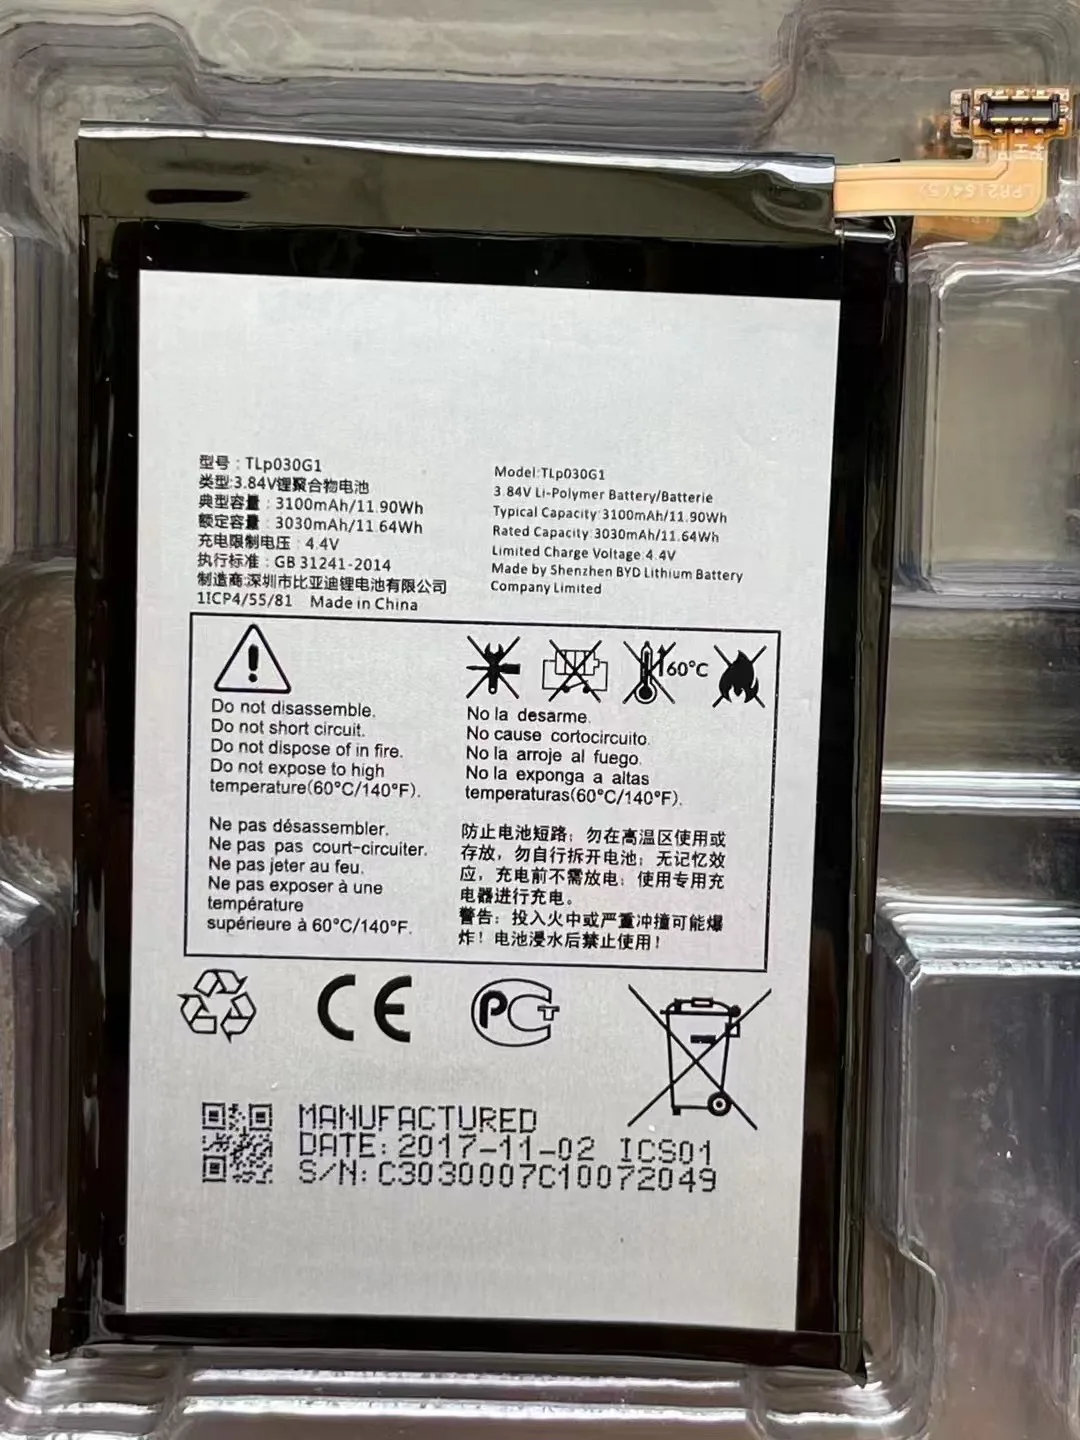 LPR2164(5)
型号：TLp030G1
类型:3.84V锂聚合物电池
典型容量：3100mAh/11.90Wh
额定容量：3030mAh/11.64Wh
充电限制电压：4.4V
执行标准：GB 31241-2014
制造商:深圳市比亚迪锂电池有限公司
1ICP4/55/81 Made in China
Model:TLp030G1
3.84V Li-Polymer Battery/Batterie
Typical Capacity:3100mAh/11.90Wh
Rated Capacity:3030mAh/11.64Wh
Limited Charge Voltage:4.4V
Made by Shenzhen BYD Lithium Battery
Company Limited
60°C
Do not disassemble.
Do not short circuit.
Do not dispose of in fire.
Do not expose to high
temperature(60°C/140°F).
No la desarme.
No cause cortocircuito.
No la arroje al fuego.
No la exponga a altas
temperaturas(60°C/140°F).
Ne pas désassembler.
Ne pas pas court-circuiter.
Ne pas jeter au feu.
Ne pas exposer à une
température
supérieure à 60°C/140°F.
防止电池短路；勿在高温区使用或
存放，勿自行拆开电池；无记忆效
应，充电前不需放电；使用专用充
电器进行充电。
警告：投入火中或严重冲撞可能爆
炸！电池浸水后禁止使用！
CE
PCT
MANUFACTURED
DATE:2017-11-02 ICS01
S/N:C3030007C10072049